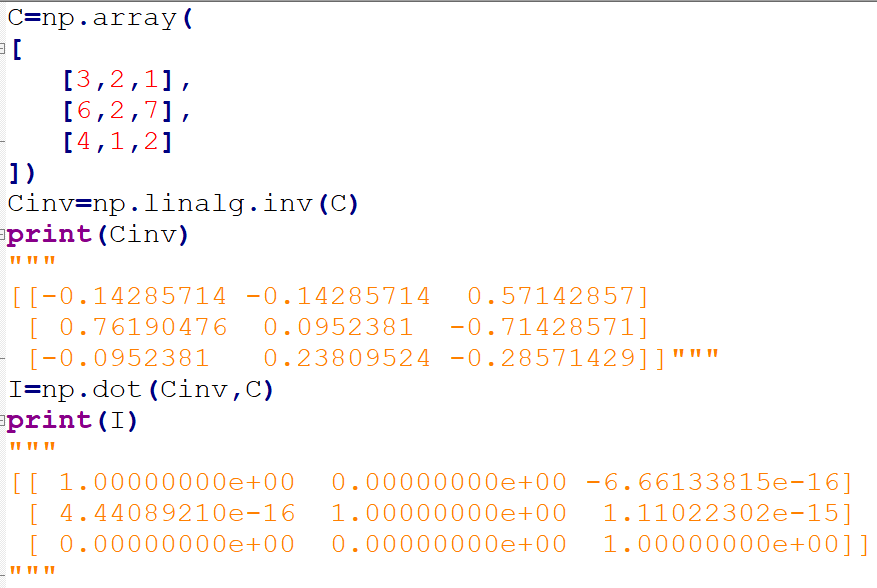 C=np.array(
[
   [3,2,1],
   [6,2,7],
   [4,1,2]
])
Cinv=np.linalg.inv(C)
print(Cinv)
"""
[[-0.14285714 -0.14285714  0.57142857]
 [ 0.76190476  0.0952381  -0.71428571]
 [-0.0952381   0.23809524 -0.28571429]]"""
I=np.dot(Cinv,C)
print(I)
"""
[[ 1.00000000e+00  0.00000000e+00 -6.66133815e-16]
 [ 4.44089210e-16  1.00000000e+00  1.11022302e-15]
 [ 0.00000000e+00  0.00000000e+00  1.00000000e+00]]
"""